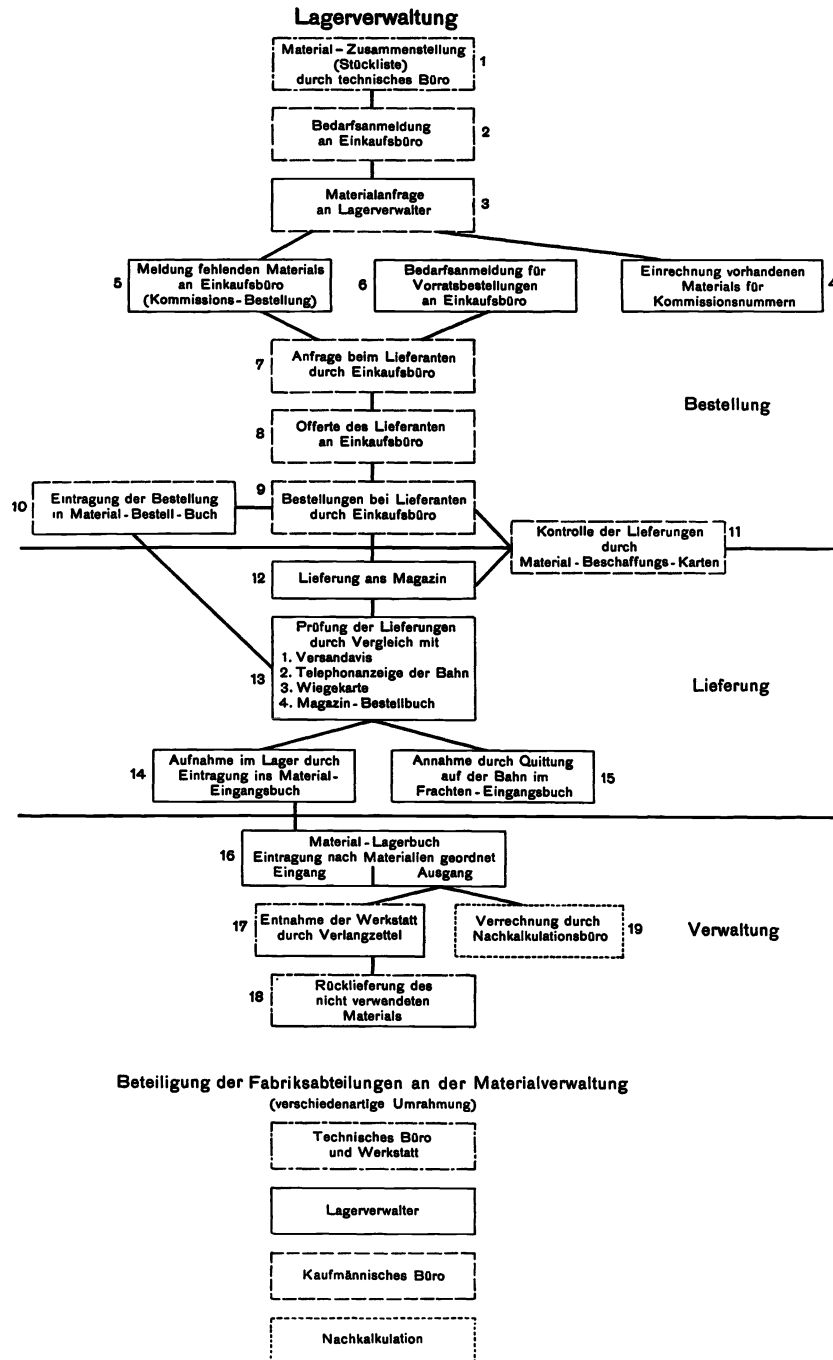 Lagerverwaltung
Material-Zusammenstellung
(Stückliste)
durch technisches Büro
1
Bedarfsanmeldung
an Einkaufsbüro
2
Materialanfrage
an Lagerverwalter
3
5
Meldung fehlenden Materials
an Einkaufsbüro
(Kommissions-Bestellung)
6
Bedarfsanmeldung für
Vorratsbestellungen
an Einkaufsbüro
Einrechnung vorhandenen
Materials für
Kommissionsnummern
4
7
Anfrage beim Lieferanten
durch Einkaufsbüro
Bestellung
8
Offerte des Lieferanten
an Einkaufsbüro
10
Eintragung der Bestellung
in Material-Bestell-Buch
9
Bestellungen bei Lieferanten
durch Einkaufsbüro
Kontrolle der Lieferungen
durch
Material-Beschaffungs-Karten
11
12
Lieferung ans Magazin
13
Prüfung der Lieferungen
durch Vergleich mit
1. Versandavis
2. Telephonanzeige der Bahn
3. Wiegekarte
4. Magazin-Bestellbuch
Lieferung
14
Aufnahme im Lager durch
Eintragung ins Material-
Eingangsbuch
Annahme durch Quittung
auf der Bahn im
Frachten-Eingangsbuch
15
16
Material-Lagerbuch
Eintragung nach Materialien geordnet
Eingang Ausgang
17
Entnahme der Werkstatt
durch Verlangzettel
Verrechnung durch
Nachkalkulationsbüro
19
Verwaltung
18
Rücklieferung des
nicht verwendeten
Materials
Beteiligung der Fabriksabteilungen an der Materialverwaltung
(verschiedenartige Umrahmung)
Technisches Büro
und Werkstatt
Lagerverwalter
Kaufmännisches Büro
Nachkalkulation